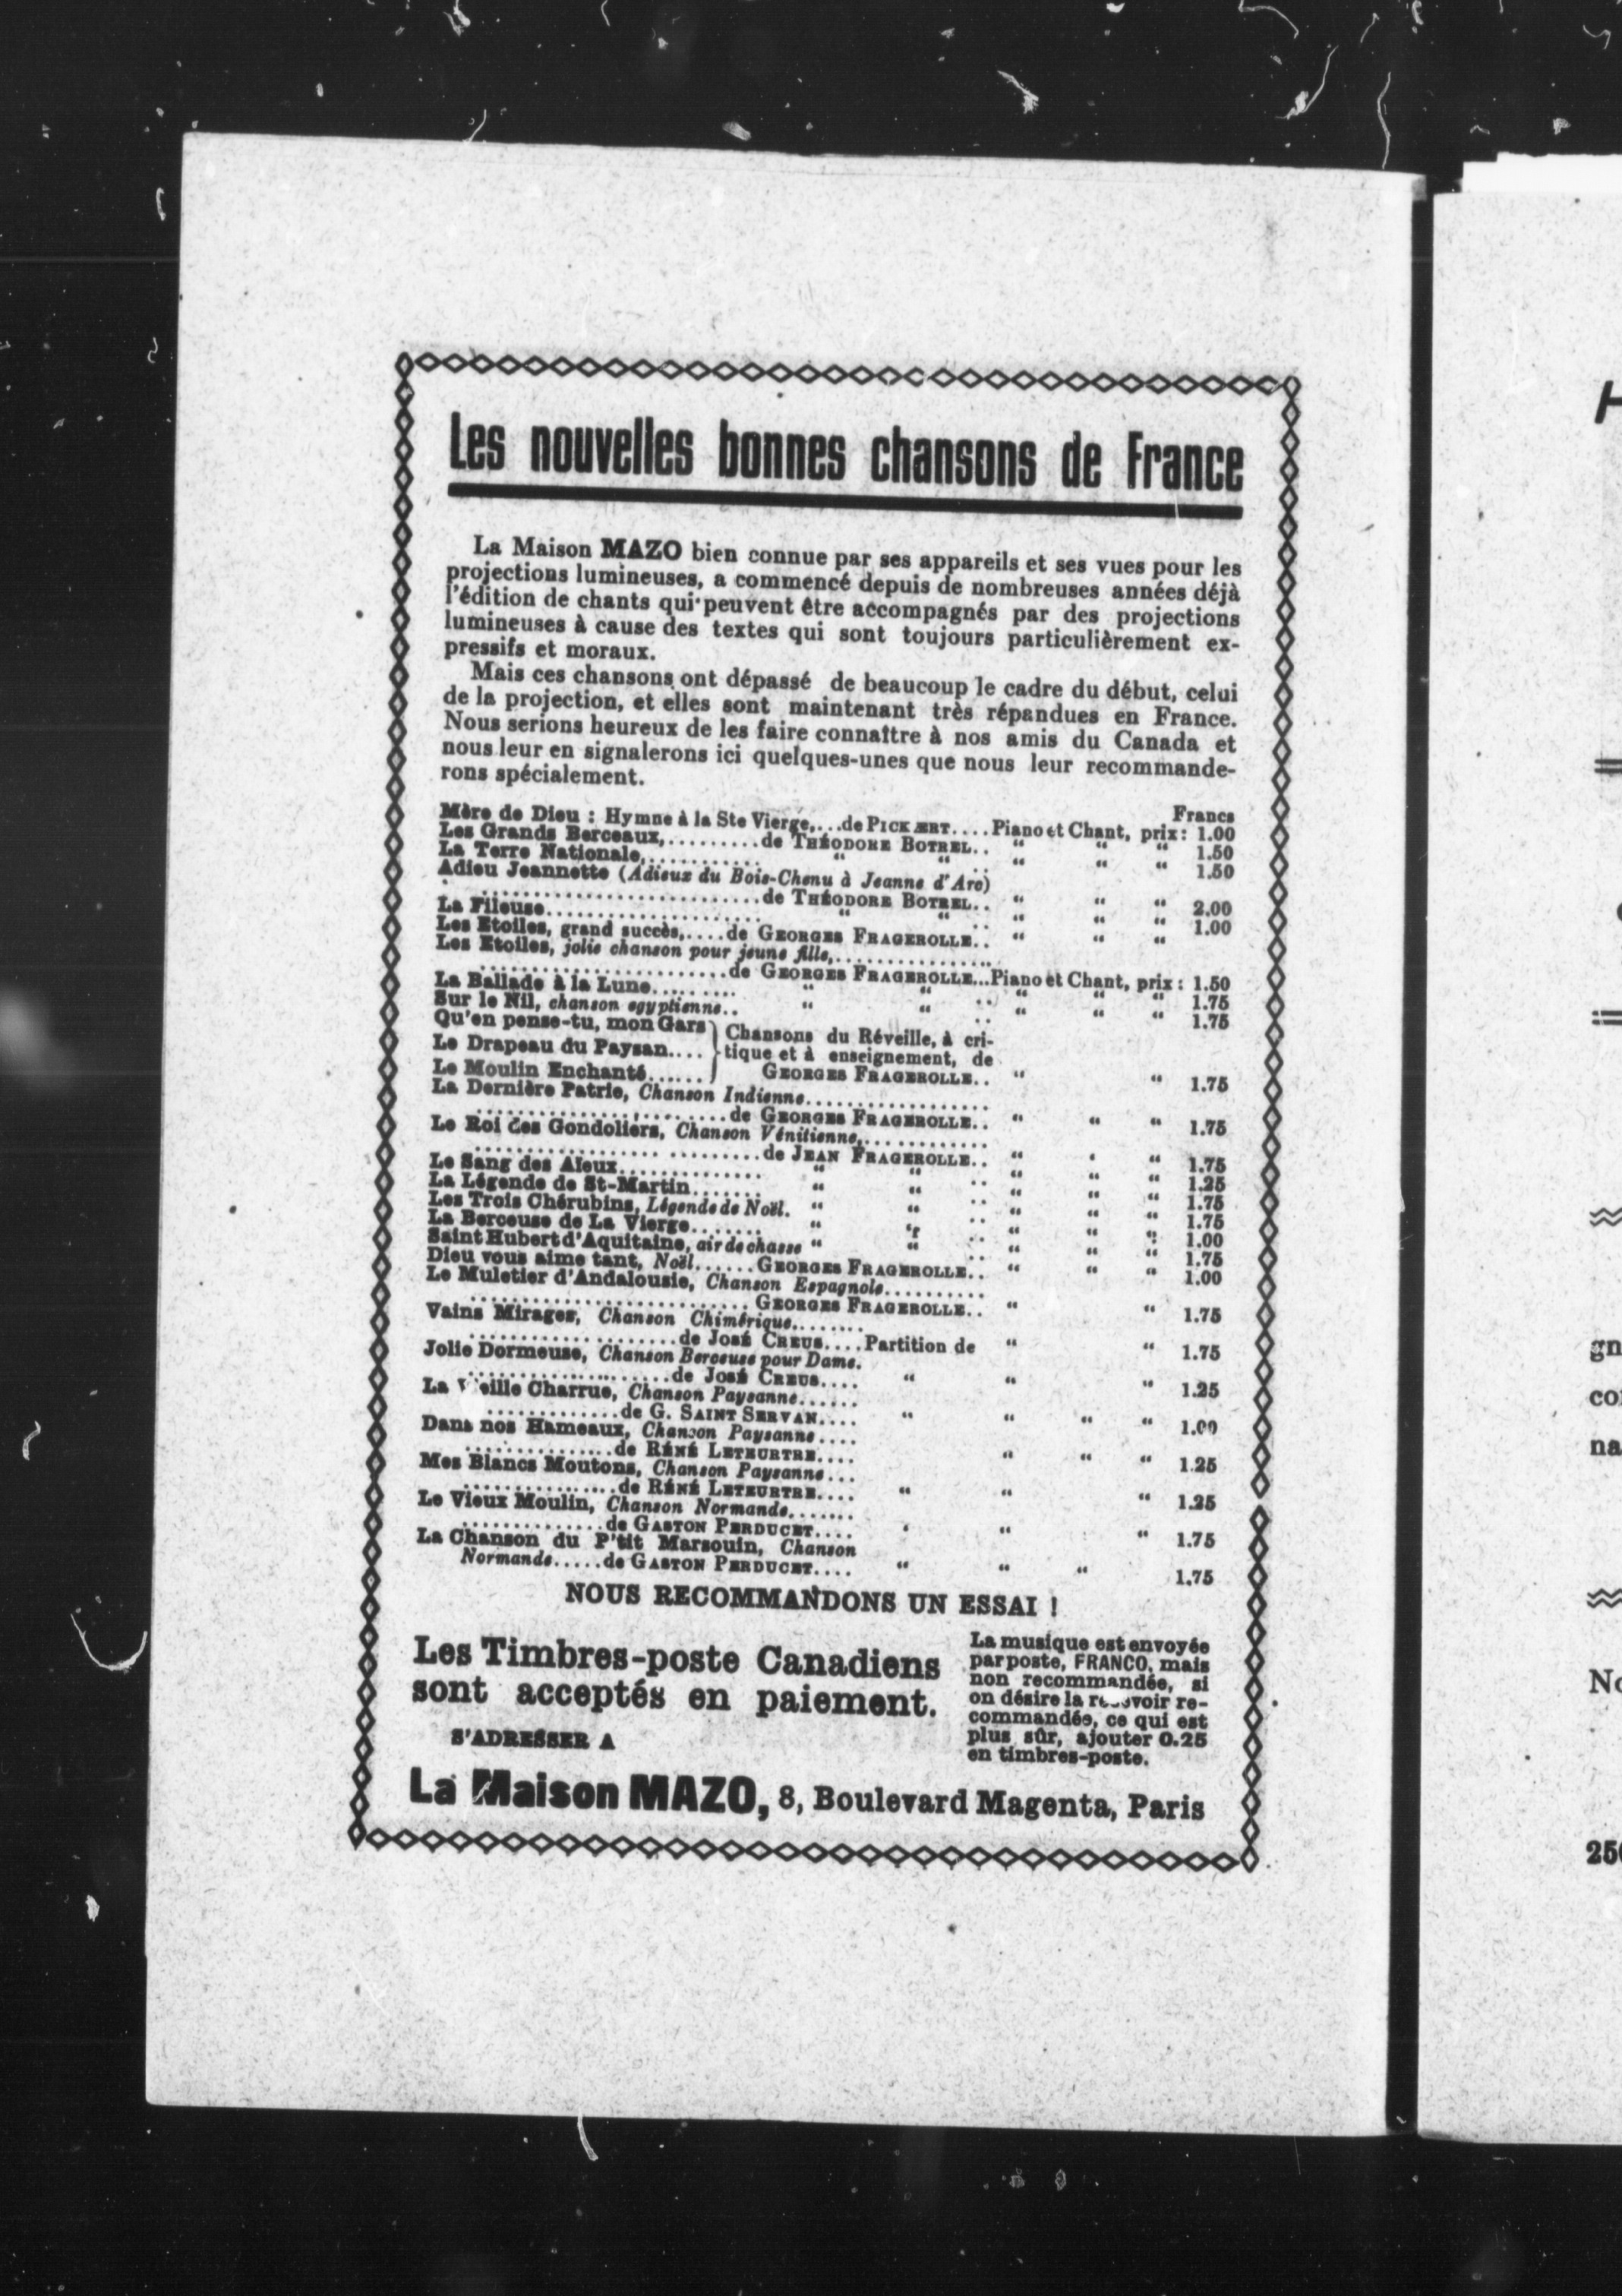 Les nouvelles bonnes chansons de France
La Maison MAZO bien connue par ses appareils et ses vues pour les
projections lumineuses, a commencé depuis de nombreuses années déjà
l'édition de chants qui peuvent être accompagnés par des projections
lumineuses à cause des textes qui sont toujours particulièrement ex-
pressifs et moraux.
Mais ces chansons ont dépassé de beaucoup le cadre du début, celui
de la projection, et elles sont maintenant très répandues en France.
Nous serions heureux de les faire connaître à nos amis du Canada et
nous leur en signalerons ici quelques-unes que nous leur recommande-
rons spécialement.
Francs
Mère de Dieu : Hymne à la Ste Vierge,...de PICKÆRT....Piano et Chant, prix : 1.00
Les Grands Berceaux,.........de THÉODORE BOTREL.. “ “ “ 1.50
La Terre Nationale,............ “ “ .. “ “ “ 1.50
Adieu Jeannette (Adieux du Bois-Chenu à Jeanne d'Arc)
........................de THÉODORE BOTREL.. “ “ “ 2.00
La Fileuse..................... “ “ .. “ “ “ 1.00
Les Etoiles, grand succès,....de GEORGES FRAGEROLLE.. “ “ “
Les Etoiles, jolie chanson pour jeune fille,................
........................de GEORGES FRAGEROLLE...Piano et Chant, prix : 1.50
La Ballade à la Lune......... “ “ .. “ “ “ 1.75
Sur le Nil, chanson egyptienne.. “ “ .. “ “ “ 1.75
Qu'en pense-tu, mon Gars } Chansons du Réveille, à cri-
Le Drapeau du Paysan.... } tique et à enseignement, de
Le Moulin Enchanté...... } GEORGES FRAGEROLLE.. “ “ 1.75
La Dernière Patrie, Chanson Indienne..................
........................de GEORGES FRAGEROLLE.. “ “ “ 1.75
Le Roi des Gondoliers, Chanson Vénitienne,............
...........................de JEAN FRAGEROLLE.. “ “ “ 1.75
Le Sang des Aïeux.............. “ “ .. “ “ “ 1.25
La Légende de St-Martin....... “ “ .. “ “ “ 1.75
Les Trois Chérubins, Légende de Noël. “ “ .. “ “ “ 1.75
La Berceuse de La Vierge....... “ “ .. “ “ “ 1.00
Saint Hubert d'Aquitaine, air de chasse “ “ .. “ “ “ 1.75
Dieu vous aime tant, Noël......GEORGES FRAGEROLLE.. “ “ “ 1.00
Le Muletier d'Andalousie, Chanson Espagnole..........
...........................GEORGES FRAGEROLLE.. “ “ 1.75
Vains Mirages, Chanson Chimérique.......
....................de JOSÉ CREUS....Partition de “ “ 1.75
Jolie Dormeuse, Chanson Berceuse pour Dame.
....................de JOSÉ CREUS.... “ “ “ 1.25
La Vieille Charrue, Chanson Paysanne......
.............de G. SAINT SERVAN.... “ “ “ “ 1.00
Dans nos Hameaux, Chanson Paysanne....
...............de RÉNÉ LETEURTRE.... “ “ “ 1.25
Mes Blancs Moutons, Chanson Paysanne...
...............de RÉNÉ LETEURTRE.... “ “ “ 1.25
Le Vieux Moulin, Chanson Normande.......
..............de GASTON PERDUCET.... “ “ “ 1.75
La Chanson du P'tit Marsouin, Chanson
Normande.....de GASTON PERDUCET.... “ “ “ 1.75
NOUS RECOMMANDONS UN ESSAI !
Les Timbres-poste Canadiens
sont acceptés en paiement.
S'ADRESSER A
La musique est envoyée
par poste, FRANCO, mais
non recommandée, si
on désire la recevoir re-
commandée, ce qui est
plus sûr, ajouter 0.25
en timbres-poste.
La Maison MAZO, 8, Boulevard Magenta, Paris